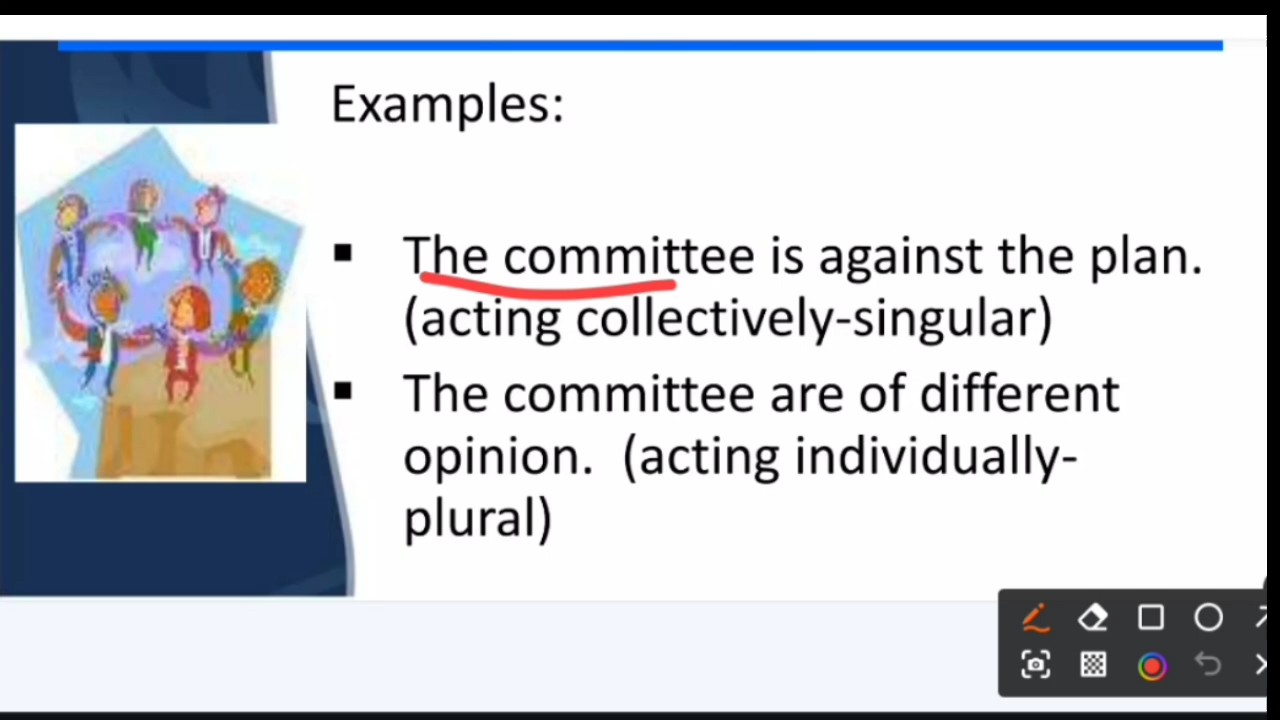 Examples:
▪ The committee is against the plan.
(acting collectively-singular)
▪ The committee are of different
opinion. (acting individually-
plural)